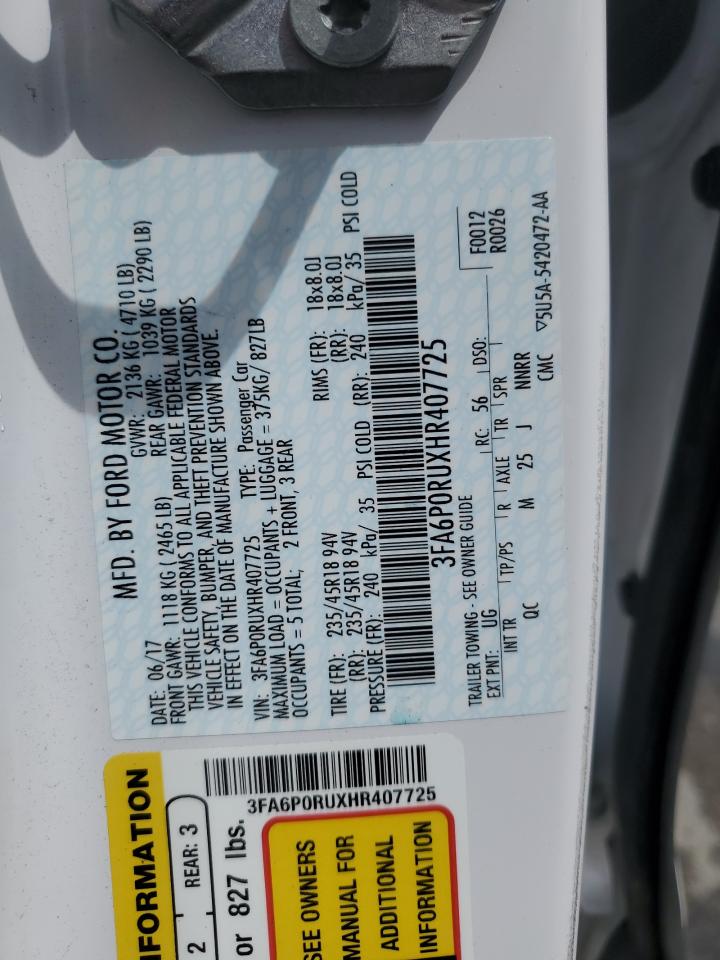 MFD. BY FORD MOTOR CO.
DATE: 06/17 GVWR: 2136 KG ( 4710 LB)
FRONT GAWR: 1118 KG ( 2465 LB) REAR GAWR: 1039 KG ( 2290 LB)
THIS VEHICLE CONFORMS TO ALL APPLICABLE FEDERAL MOTOR
VEHICLE SAFETY, BUMPER, AND THEFT PREVENTION STANDARDS
IN EFFECT ON THE DATE OF MANUFACTURE SHOWN ABOVE.
VIN: 3FA6P0RUXHR407725 TYPE: Passenger Car
MAXIMUM LOAD = OCCUPANTS + LUGGAGE = 375KG/ 827LB
OCCUPANTS = 5 TOTAL, 2 FRONT, 3 REAR
TIRE (FR): 235/45R18 94V RIMS (FR): 18x8.0J
(RR): 235/45R18 94V (RR): 18x8.0J
PRESSURE (FR): 240 kPa/ 35 PSI COLD (RR): 240 kPa/ 35 PSI COLD
3FA6P0RUXHR407725
TRAILER TOWING - SEE OWNER GUIDE F0012
R0026
EXT PNT: UG RC: 56 DSO:
INT TR TP/PS R AXLE TR SPR
QC M 25 J NNRR
CMC ▽5U5A-5420472-AA
3FA6P0RUXHR407725
NFORMATION
2 REAR: 3
or 827 lbs.
SEE OWNERS
MANUAL FOR
ADDITIONAL
INFORMATION